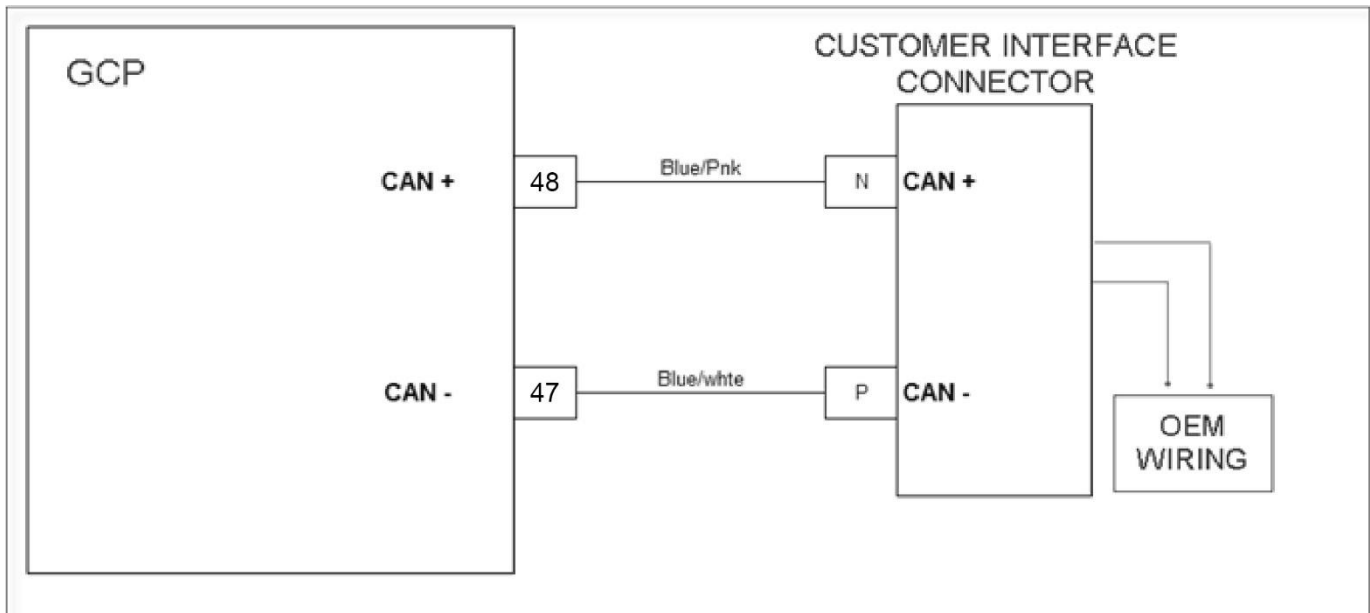 GCP
CUSTOMER INTERFACE
CONNECTOR
CAN + 48 Blue/Pnk N CAN +
CAN - 47 Blue/whte P CAN -
OEM
WIRING